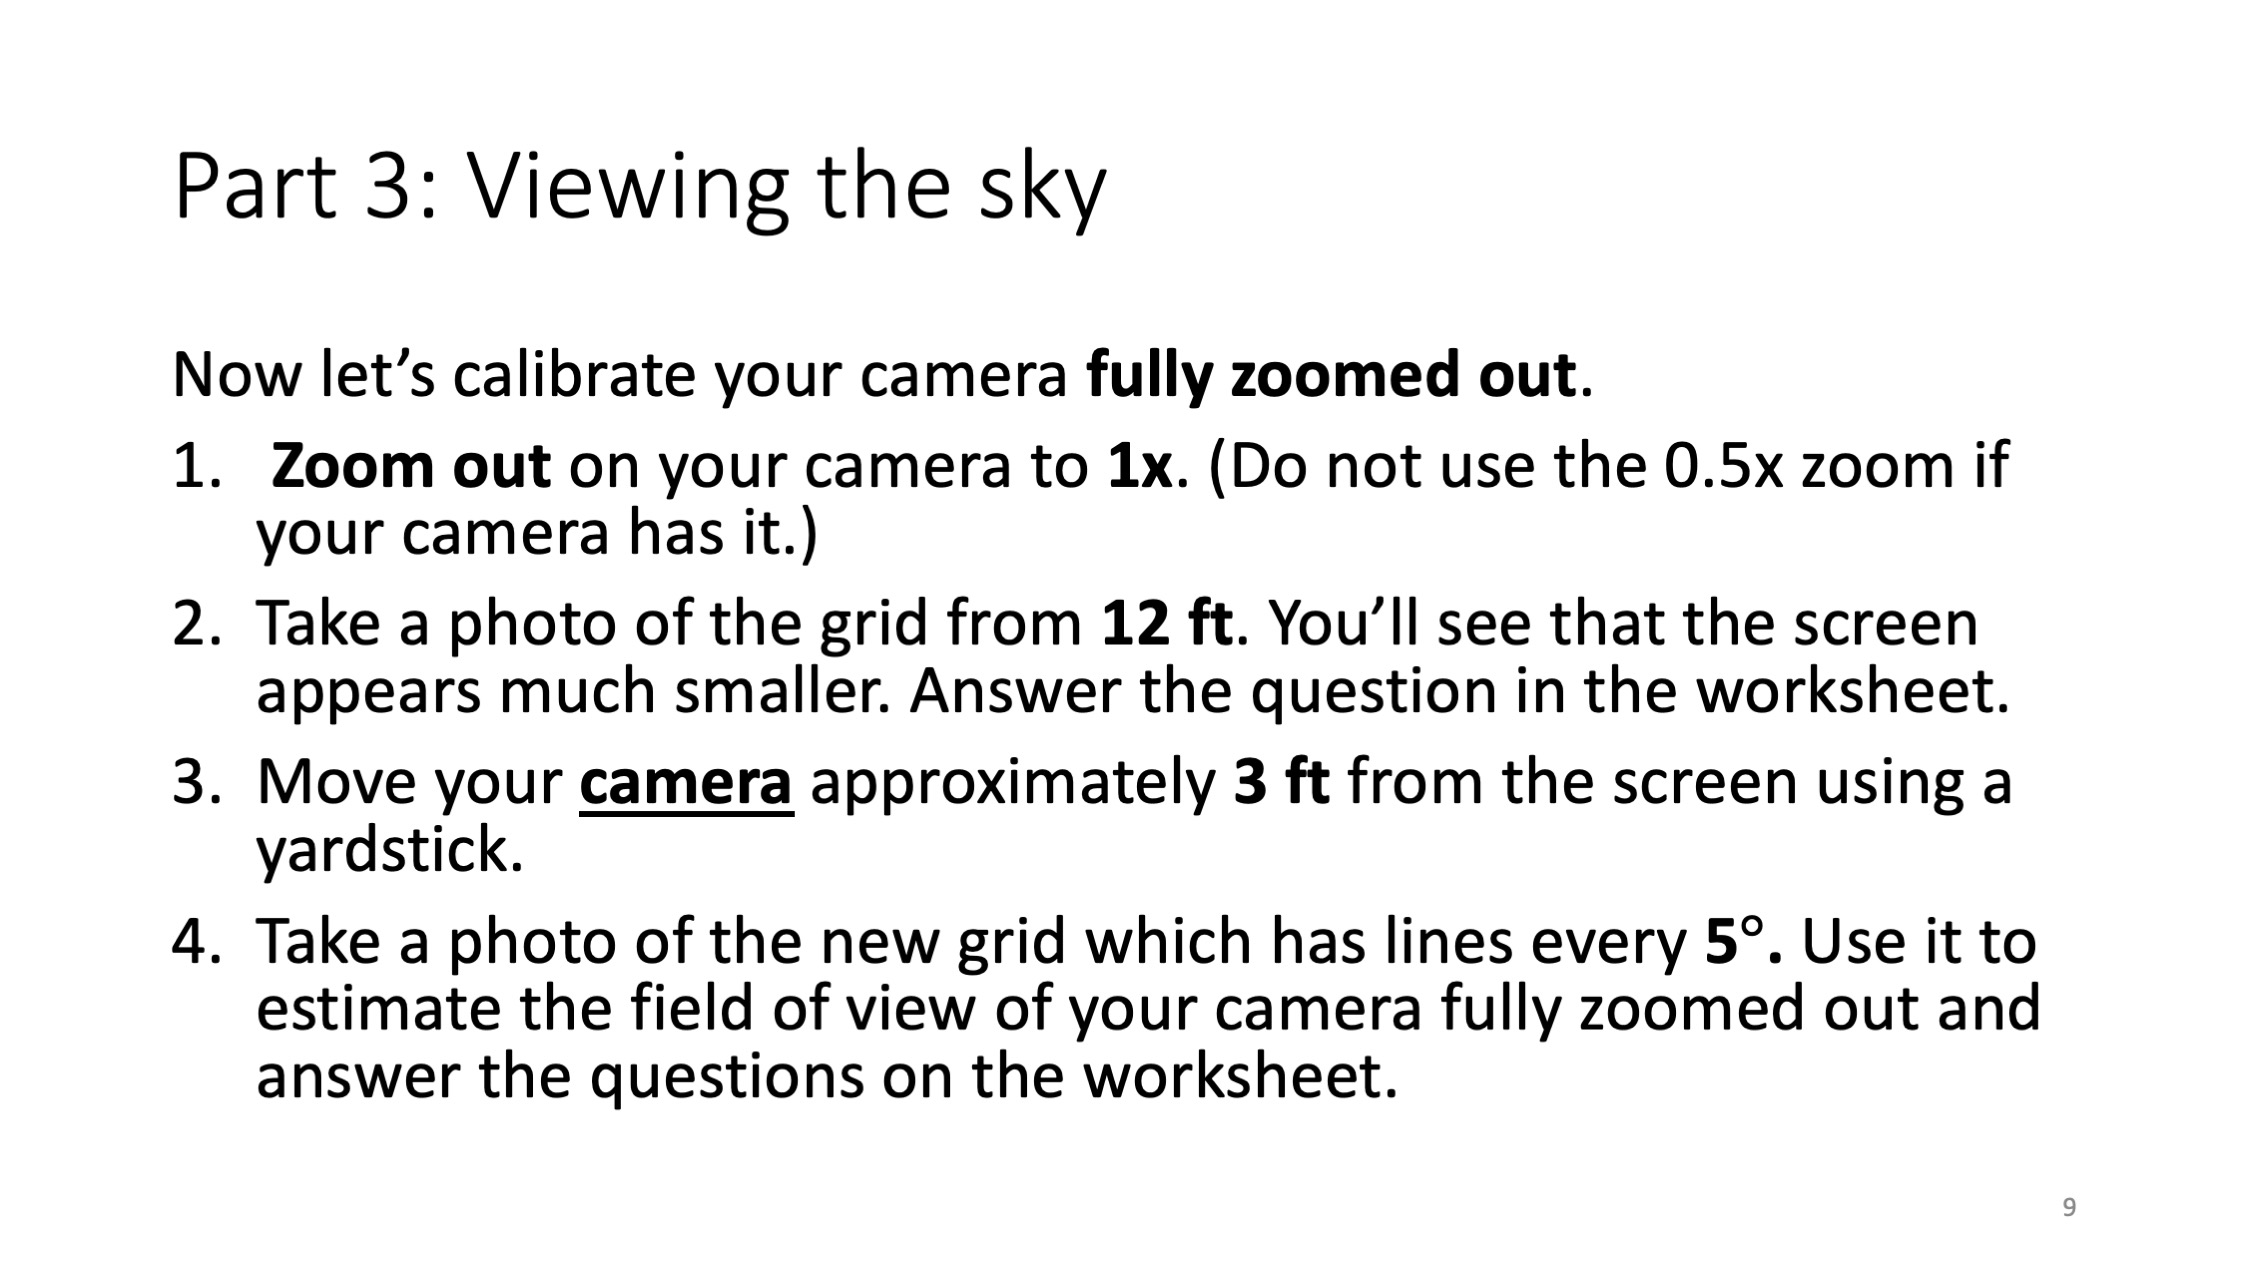 Part 3: Viewing the sky
Now let’s calibrate your camera fully zoomed out.
1. Zoom out on your camera to 1x. (Do not use the 0.5x zoom if
your camera has it.)
2. Take a photo of the grid from 12 ft. You’ll see that the screen
appears much smaller. Answer the question in the worksheet.
3. Move your camera approximately 3 ft from the screen using a
yardstick.
4. Take a photo of the new grid which has lines every 5°. Use it to
estimate the field of view of your camera fully zoomed out and
answer the questions on the worksheet.
9